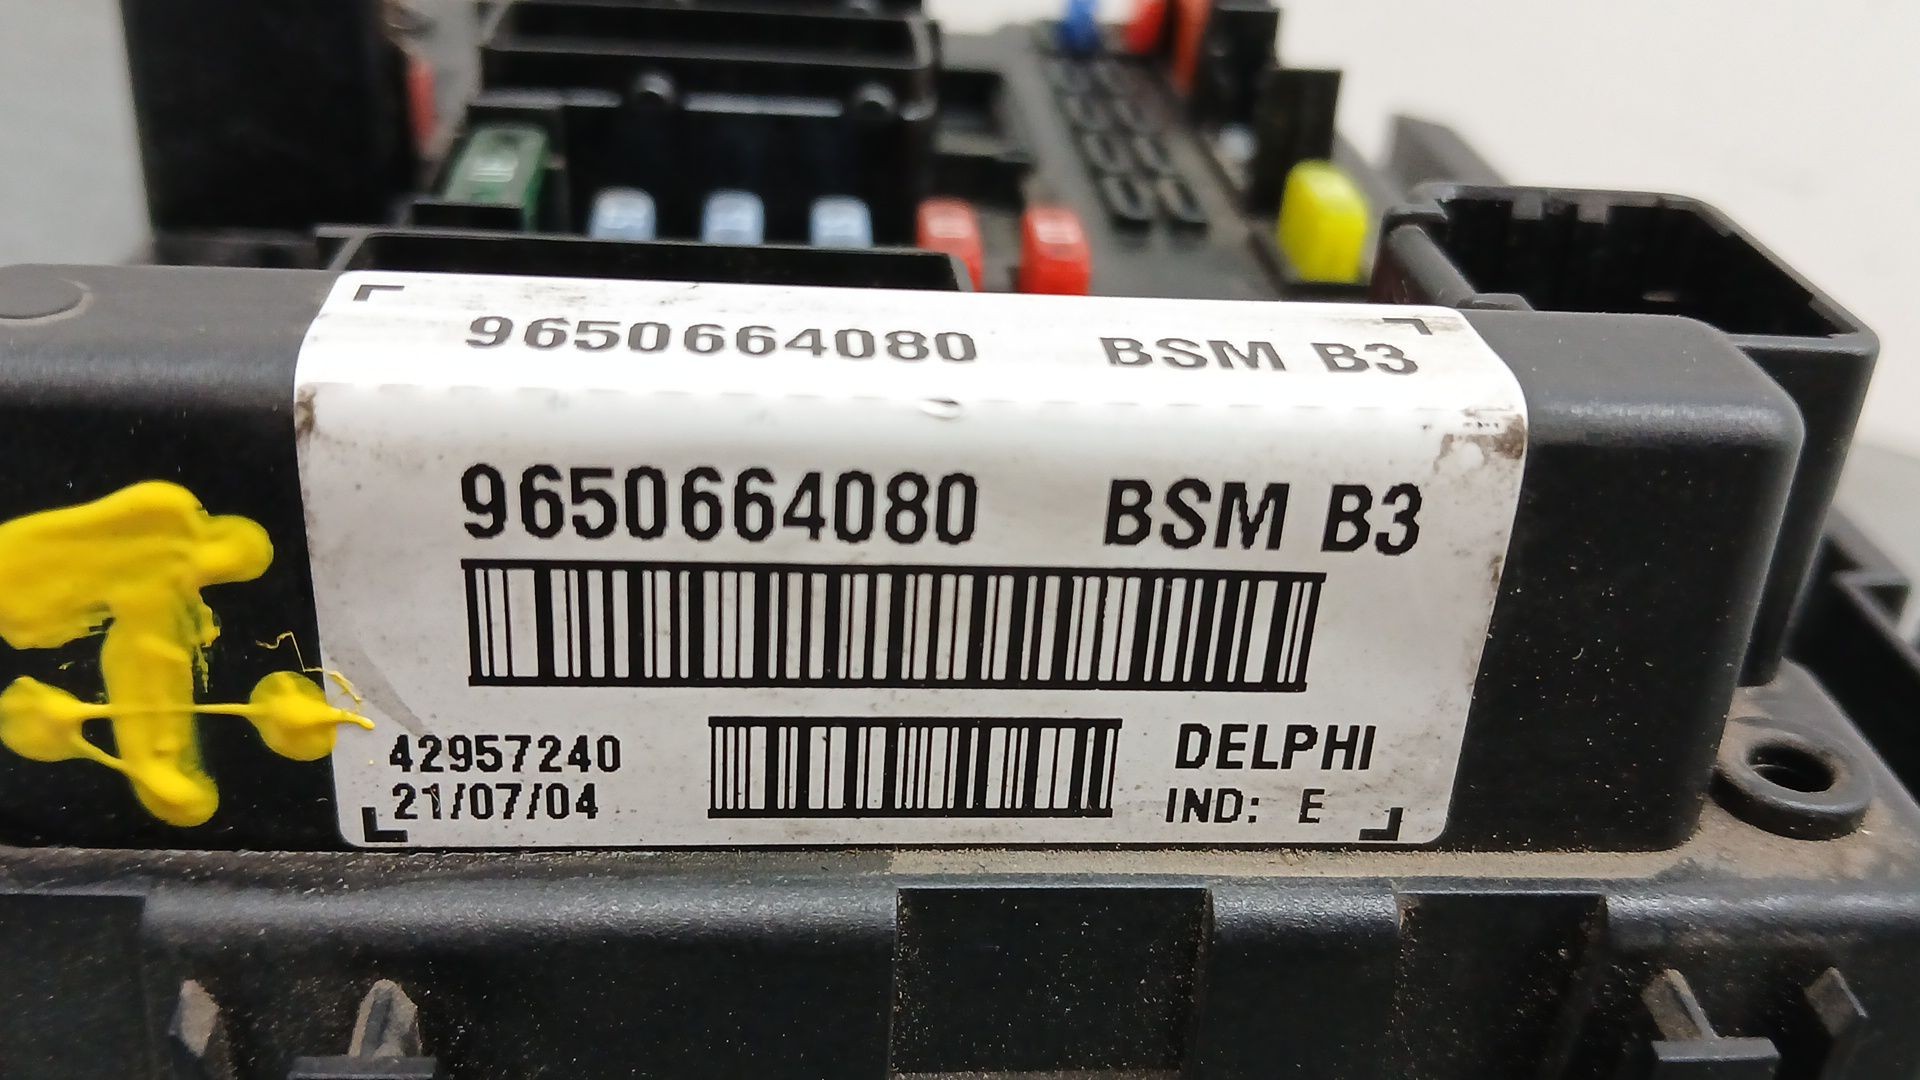 9650664080 BSM B3
9650664080 BSM B3
42957240
21/07/04
DELPHI
IND: E